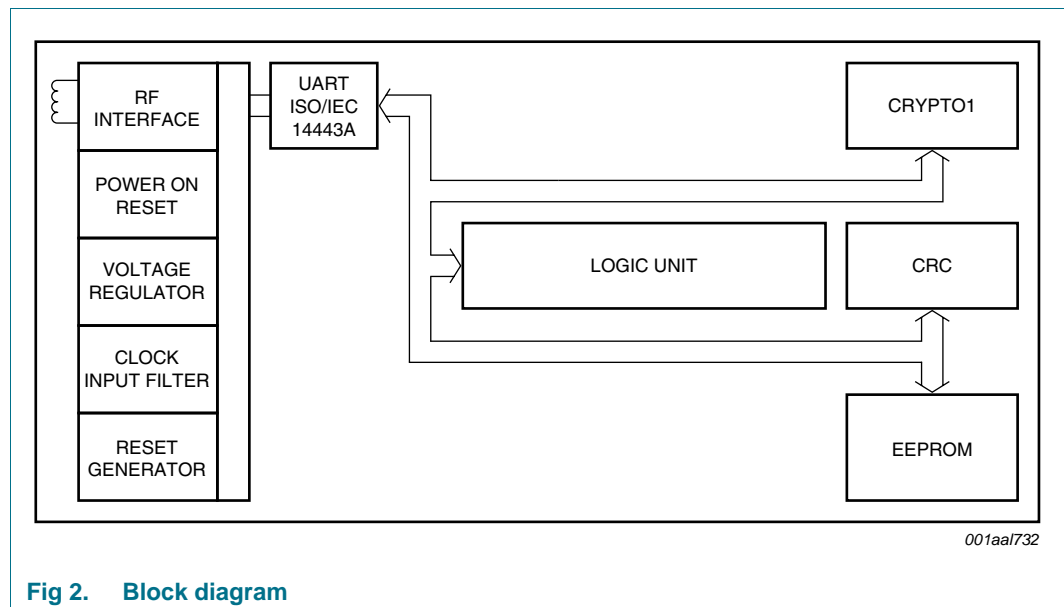 RF
INTERFACE
POWER ON
RESET
VOLTAGE
REGULATOR
CLOCK
INPUT FILTER
RESET
GENERATOR
UART
ISO/IEC
14443A
LOGIC UNIT
CRYPTO1
CRC
EEPROM
001aal732
Fig 2. Block diagram